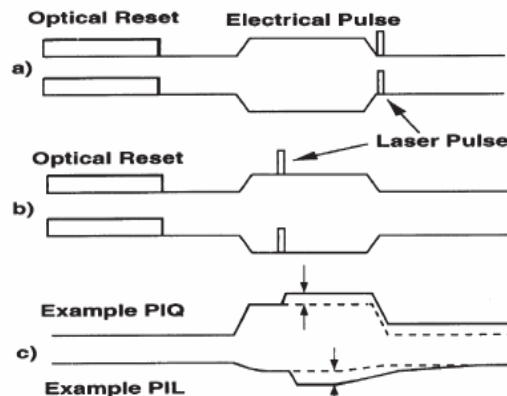 Optical Reset Electrical Pulse
a)
Laser Pulse
Optical Reset
b)
Example PIQ
c)
Example PIL